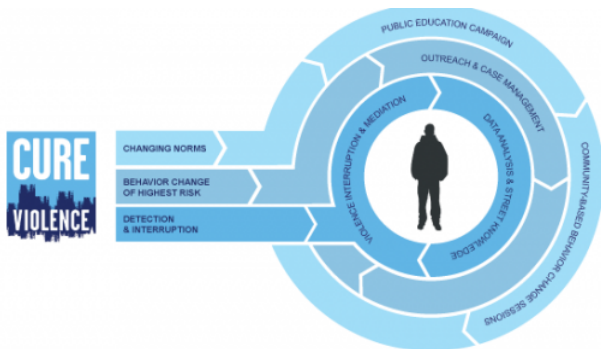 CURE
VIOLENCE
CHANGING NORMS
BEHAVIOR CHANGE
OF HIGHEST RISK
DETECTION
& INTERRUPTION
PUBLIC EDUCATION CAMPAIGN
OUTREACH & CASE MANAGEMENT
VIOLENCE INTERRUPTION & MEDIATION
DATA ANALYSIS & STREET KNOWLEDGE
COMMUNITY-BASED BEHAVIOR CHANGE SESSIONS